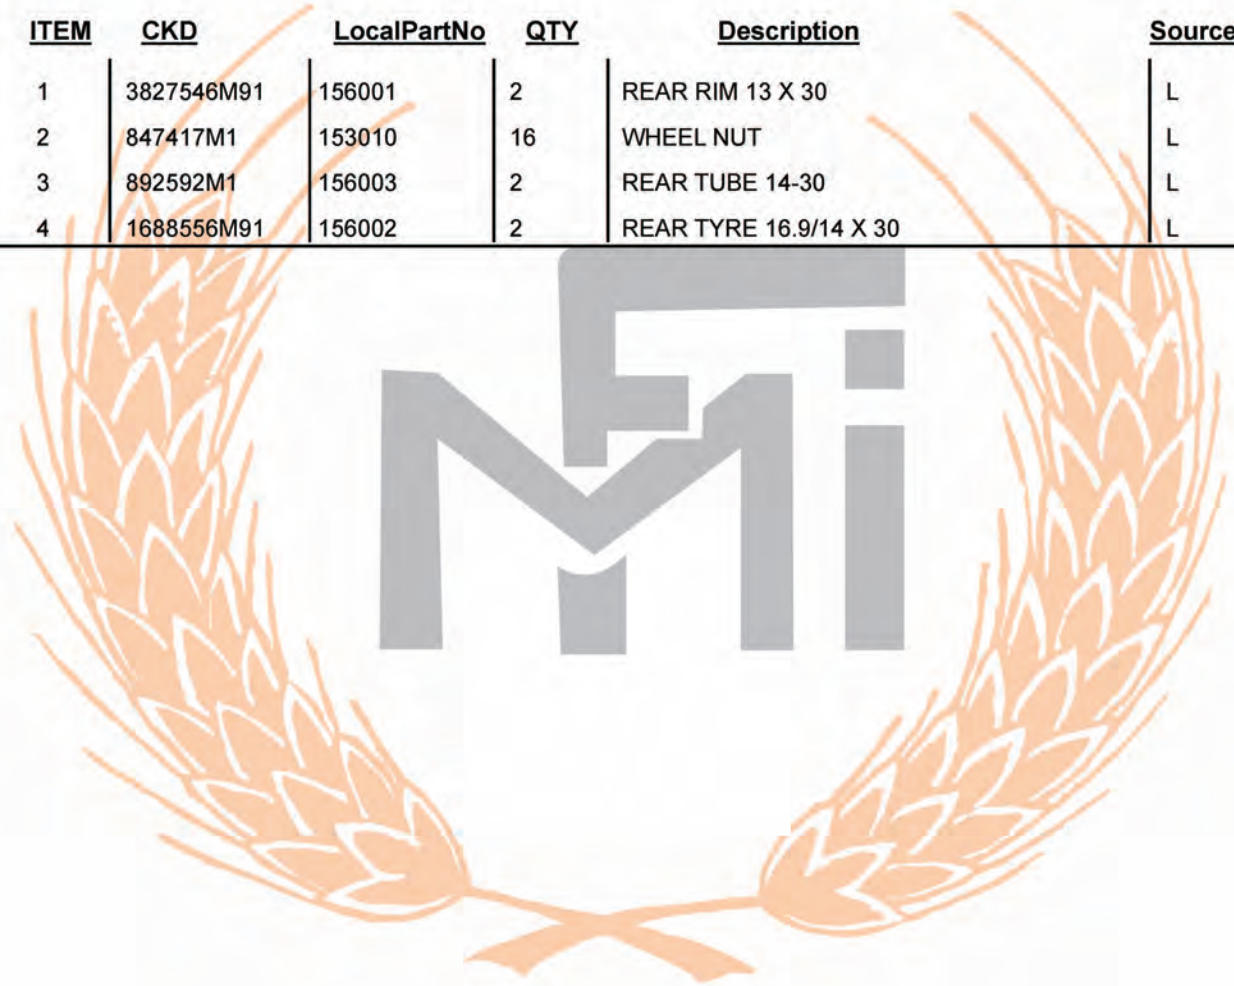 ITEM CKD LocalPartNo QTY Description Source
1 3827546M91 156001 2 REAR RIM 13 X 30 L
2 847417M1 153010 16 WHEEL NUT L
3 892592M1 156003 2 REAR TUBE 14-30 L
4 1688556M91 156002 2 REAR TYRE 16.9/14 X 30 L